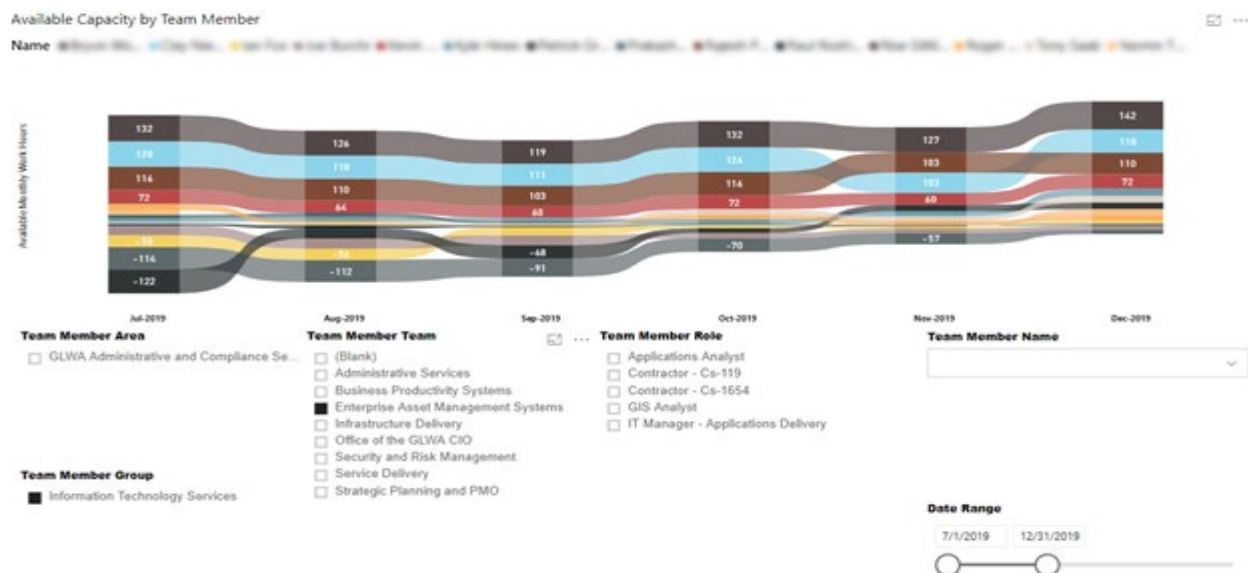 Available Capacity by Team Member
Name
Available Monthly Work Hours
132 126 119 132 127 142
128 118 111 124 103 118
116 110 103 116 103 110
72 64 60 72 60 72
-56
-114 -112 -68 -70 -57
-122 -91
Jul-2019 Aug-2019 Sep-2019 Oct-2019 Nov-2019 Dec-2019
Team Member Area
GLWA Administrative and Compliance Se...
Team Member Group
Information Technology Services
Team Member Team
(Blank)
Administrative Services
Business Productivity Systems
Enterprise Asset Management Systems
Infrastructure Delivery
Office of the GLWA CIO
Security and Risk Management
Service Delivery
Strategic Planning and PMO
Team Member Role
Applications Analyst
Contractor - Cs-119
Contractor - Cs-1654
GIS Analyst
IT Manager - Applications Delivery
Team Member Name
Date Range
7/1/2019 12/31/2019